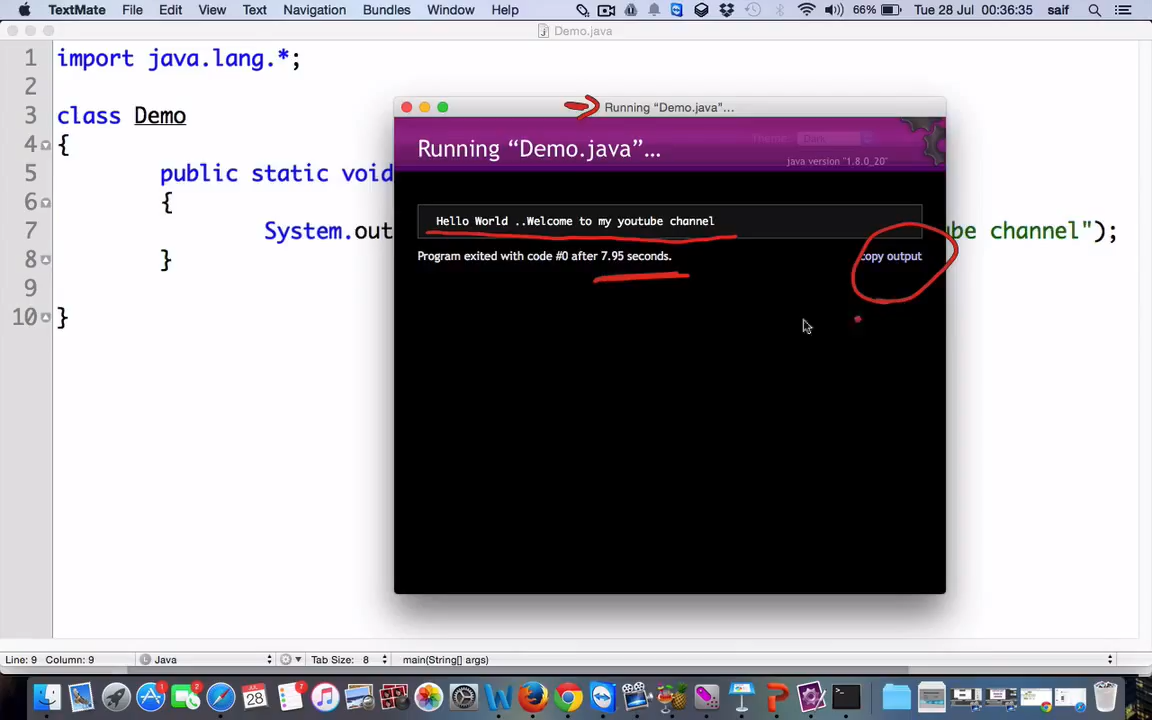 TextMate File Edit View Text Navigation Bundles Window Help 66% Tue 28 Jul 00:36:35 saif
Demo.java
1 import java.lang.*;
2
3 class Demo
4 {
5 public static void
6 {
7 System.out be channel");
8 }
9
10 }
Running “Demo.java”...
Theme: Dark
Running “Demo.java”...
java version "1.8.0_20"
Hello World ..Welcome to my youtube channel
Program exited with code #0 after 7.95 seconds.
copy output
Line: 9 Column: 9 Java Tab Size: 8 main(String[] args)